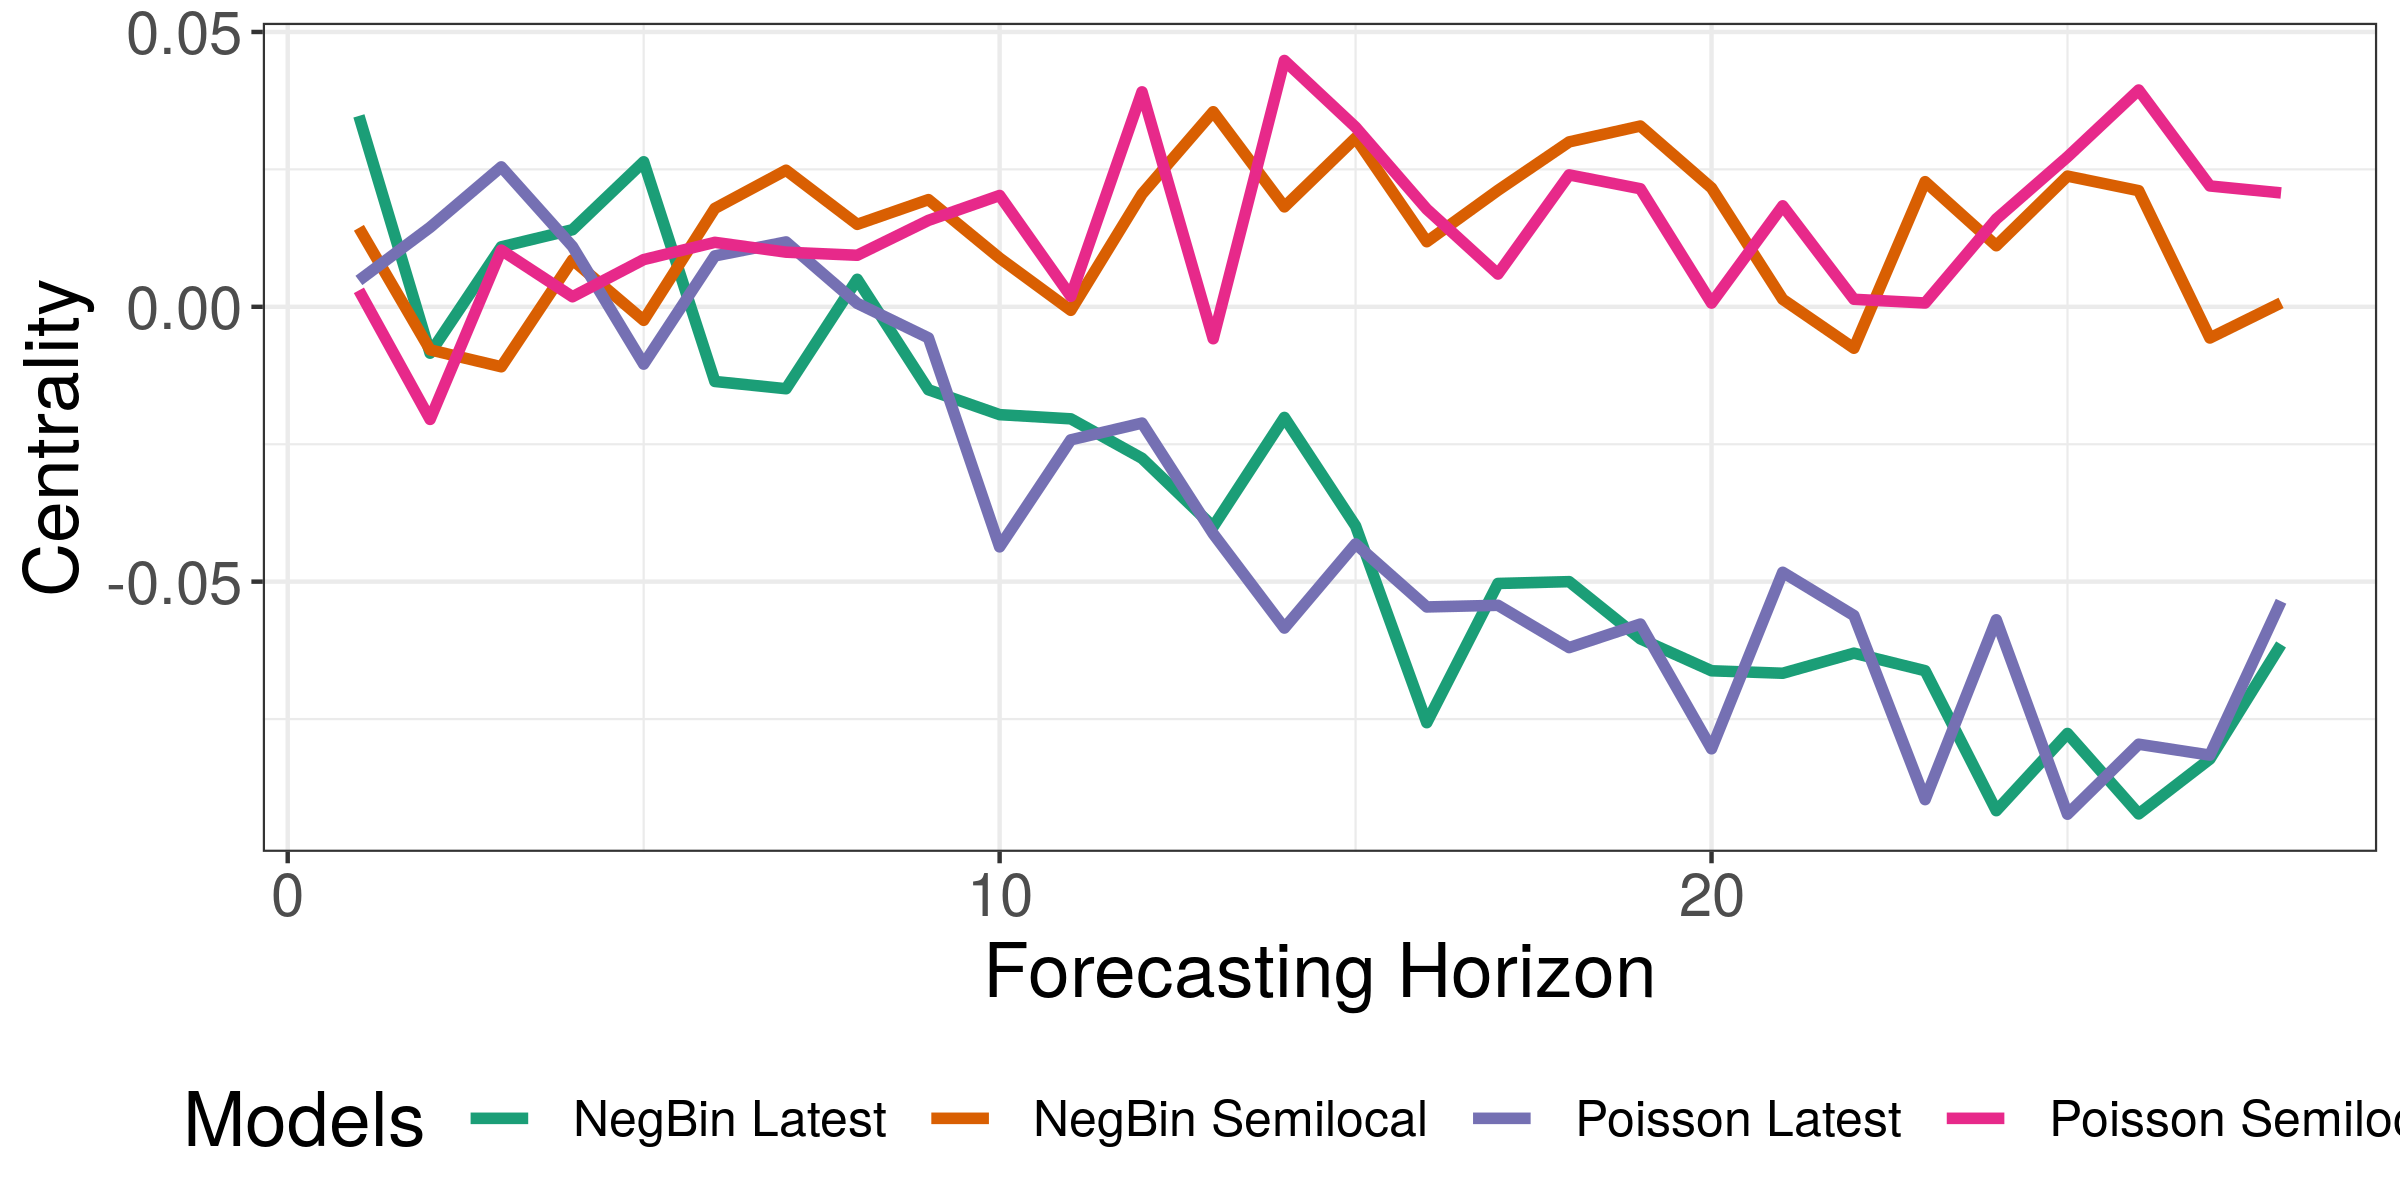 0.05
0.00
-0.05
Centrality
0 10 20
Forecasting Horizon
Models NegBin Latest NegBin Semilocal Poisson Latest Poisson